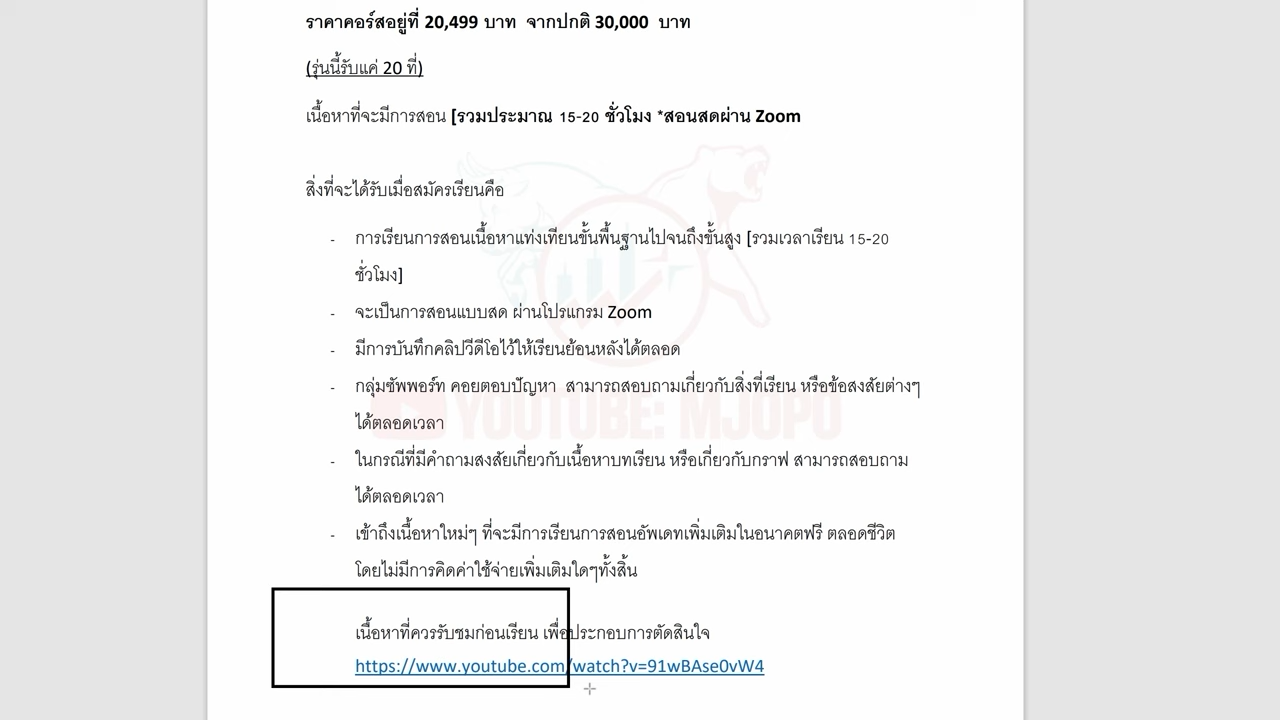 ราคาคอร์สอยู่ที่ 20,499 บาท จากปกติ 30,000 บาท
(รุ่นนี้รับแค่ 20 ที่)
เนื้อหาที่จะมีการสอน [รวมประมาณ 15-20 ชั่วโมง *สอนสดผ่าน Zoom
สิ่งที่จะได้รับเมื่อสมัครเรียนคือ
- การเรียนการสอนเนื้อหาแท่งเทียนขั้นพื้นฐานไปจนถึงขั้นสูง [รวมเวลาเรียน 15-20
ชั่วโมง]
- จะเป็นการสอนแบบสด ผ่านโปรแกรม Zoom
- มีการบันทึกคลิปวีดีโอไว้ให้เรียนย้อนหลังได้ตลอด
- กลุ่มซัพพอร์ท คอยตอบปัญหา สามารถสอบถามเกี่ยวกับสิ่งที่เรียน หรือข้อสงสัยต่างๆ
ได้ตลอดเวลา
YOUTUBE: MJOPO
- ในกรณีที่มีคำถามสงสัยเกี่ยวกับเนื้อหาบทเรียน หรือเกี่ยวกับกราฟ สามารถสอบถาม
ได้ตลอดเวลา
- เข้าถึงเนื้อหาใหม่ๆ ที่จะมีการเรียนการสอนอัพเดทเพิ่มเติมในอนาคตฟรี ตลอดชีวิต
โดยไม่มีการคิดค่าใช้จ่ายเพิ่มเติมใดๆทั้งสิ้น
เนื้อหาที่ควรรับชมก่อนเรียน เพื่อประกอบการตัดสินใจ
https://www.youtube.com/watch?v=91wBAse0vW4